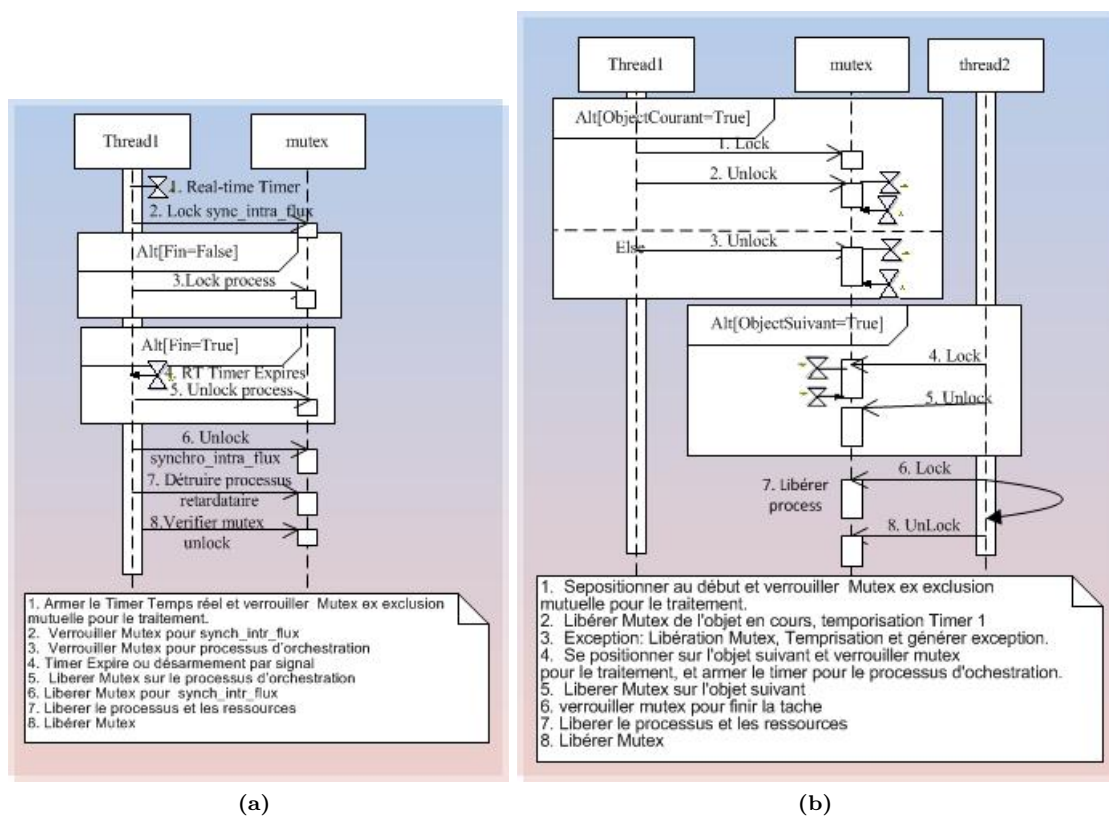 Thread1
mutex
1. Real-time Timer
2. Lock sync_intra_flux
Alt[Fin=False]
3.Lock process
Alt[Fin=True]
4. RT Timer Expires
5. Unlock process
6. Unlock
synchro_intra_flux
7. Détruire processus
retardataire
8.Verifier mutex
unlock
1. Armer le Timer Temps réel et verrouiller Mutex ex exclusion
mutuelle pour le traitement.
2. Verrouiller Mutex pour synch_intr_flux
3. Verrouiller Mutex pour processus d'orchestration
4. Timer Expire ou désarmement par signal
5. Liberer Mutex sur le processus d'orchestration
6. Liberer Mutex pour synch_intr_flux
7. Liberer le processus et les ressources
8. Libérer Mutex
(a)
Thread1
mutex
thread2
Alt[ObjectCourant=True]
1. Lock
2. Unlock
Else
3. Unlock
Alt[ObjectSuivant=True]
4. Lock
5. Unlock
6. Lock
7. Libérer
process
8. UnLock
1. Sepositionner au début et verrouiller Mutex ex exclusion
mutuelle pour le traitement.
2. Libérer Mutex de l'objet en cours, temporisation Timer 1
3. Exception: Libération Mutex, Temprisation et générer exception.
4. Se positionner sur l'objet suivant et verrouiller mutex
pour le traitement, et armer le timer pour le processus d'ochestration.
5. Liberer Mutex sur l'objet suivant
6. verrouiller mutex pour finir la tache
7. Liberer le processus et les ressources
8. Libérer Mutex
(b)